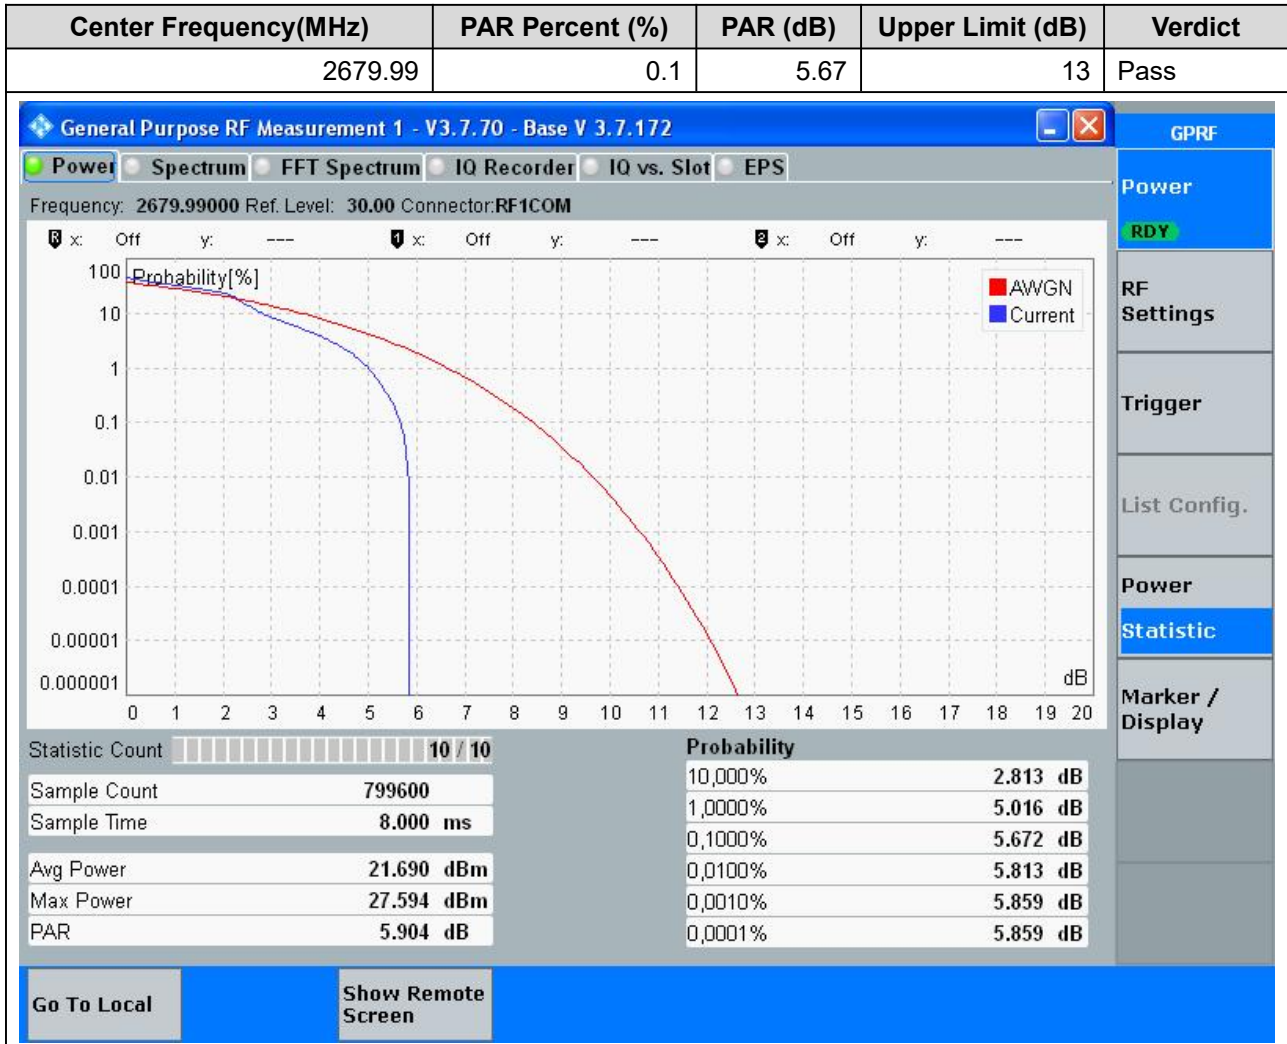 Center Frequency(MHz) PAR Percent (%) PAR (dB) Upper Limit (dB) Verdict
2679.99 0.1 5.67 13 Pass
General Purpose RF Measurement 1 - V3.7.70 - Base V 3.7.172
GPRF
Power Spectrum FFT Spectrum IQ Recorder IQ vs. Slot EPS
Power
RDY
Frequency: 2679.99000 Ref. Level: 30.00 Connector:RF1COM
R x: Off y: --- 1 x: Off y: --- 2 x: Off y: ---
Probability[%]
AWGN
Current
100
10
1
0.1
0.01
0.001
0.0001
0.00001
0.000001
dB
0 1 2 3 4 5 6 7 8 9 10 11 12 13 14 15 16 17 18 19 20
RF
Settings
Trigger
List Config.
Power
Statistic
Marker /
Display
Statistic Count 10 / 10
Sample Count 799600
Sample Time 8.000 ms
Avg Power 21.690 dBm
Max Power 27.594 dBm
PAR 5.904 dB
Probability
10,000% 2.813 dB
1,0000% 5.016 dB
0,1000% 5.672 dB
0,0100% 5.813 dB
0,0010% 5.859 dB
0,0001% 5.859 dB
Go To Local
Show Remote
Screen